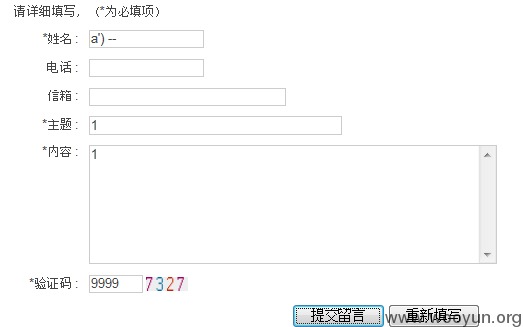 请详细填写，（*为必填项）
*姓名： a') --
电话：
信箱：
*主题： 1
*内容： 1
*验证码： 9999 7327
提交留言 重新填写
www.wooyun.org